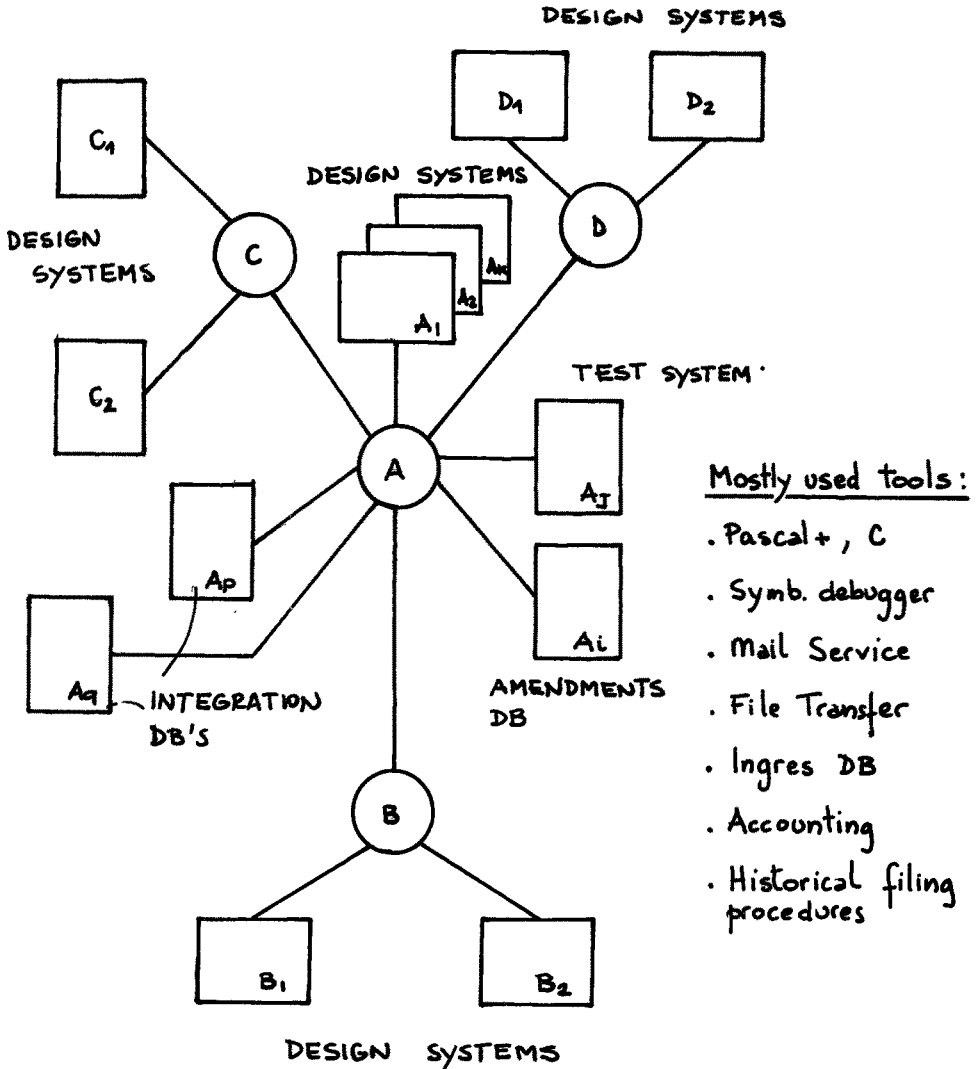 DESIGN SYSTEMS
D1
D2
C1
DESIGN SYSTEMS
DESIGN
SYSTEMS
C
D
A2
A1
C2
TEST SYSTEM
A
AJ
Ap
Ai
Aq
INTEGRATION
DB'S
AMENDMENTS
DB
B
B1
B2
DESIGN SYSTEMS
Mostly used tools:
. Pascal+, C
. Symb. debugger
. Mail Service
. File Transfer
. Ingres DB
. Accounting
. Historical filing
procedures